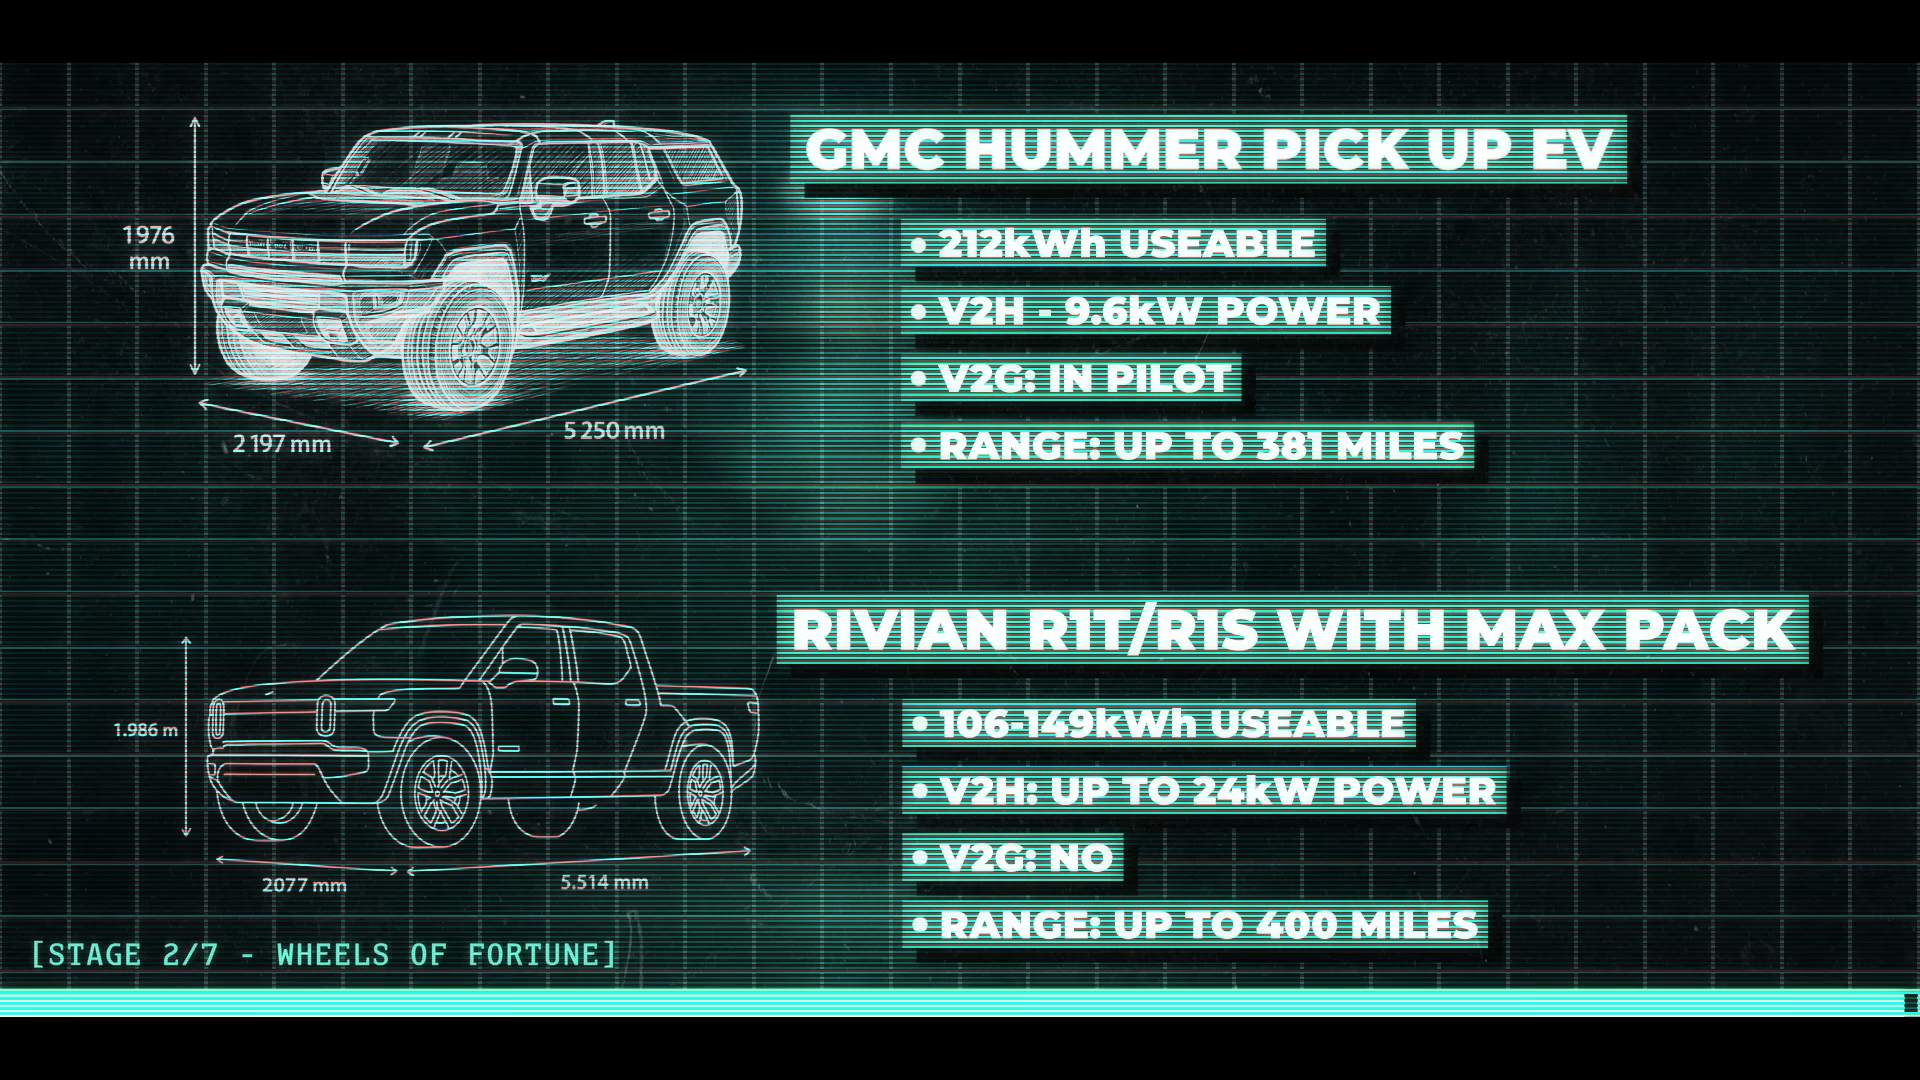 GMC HUMMER PICK UP EV
1976
mm
• 212kWh USEABLE
• V2H - 9.6kW POWER
• V2G: IN PILOT
• RANGE: UP TO 381 MILES
2 197 mm
5 250 mm
RIVIAN R1T/R1S WITH MAX PACK
1.986 m
• 106-149kWh USEABLE
• V2H: UP TO 24kW POWER
• V2G: NO
• RANGE: UP TO 400 MILES
2077 mm
5.514 mm
[STAGE 2/7 - WHEELS OF FORTUNE]